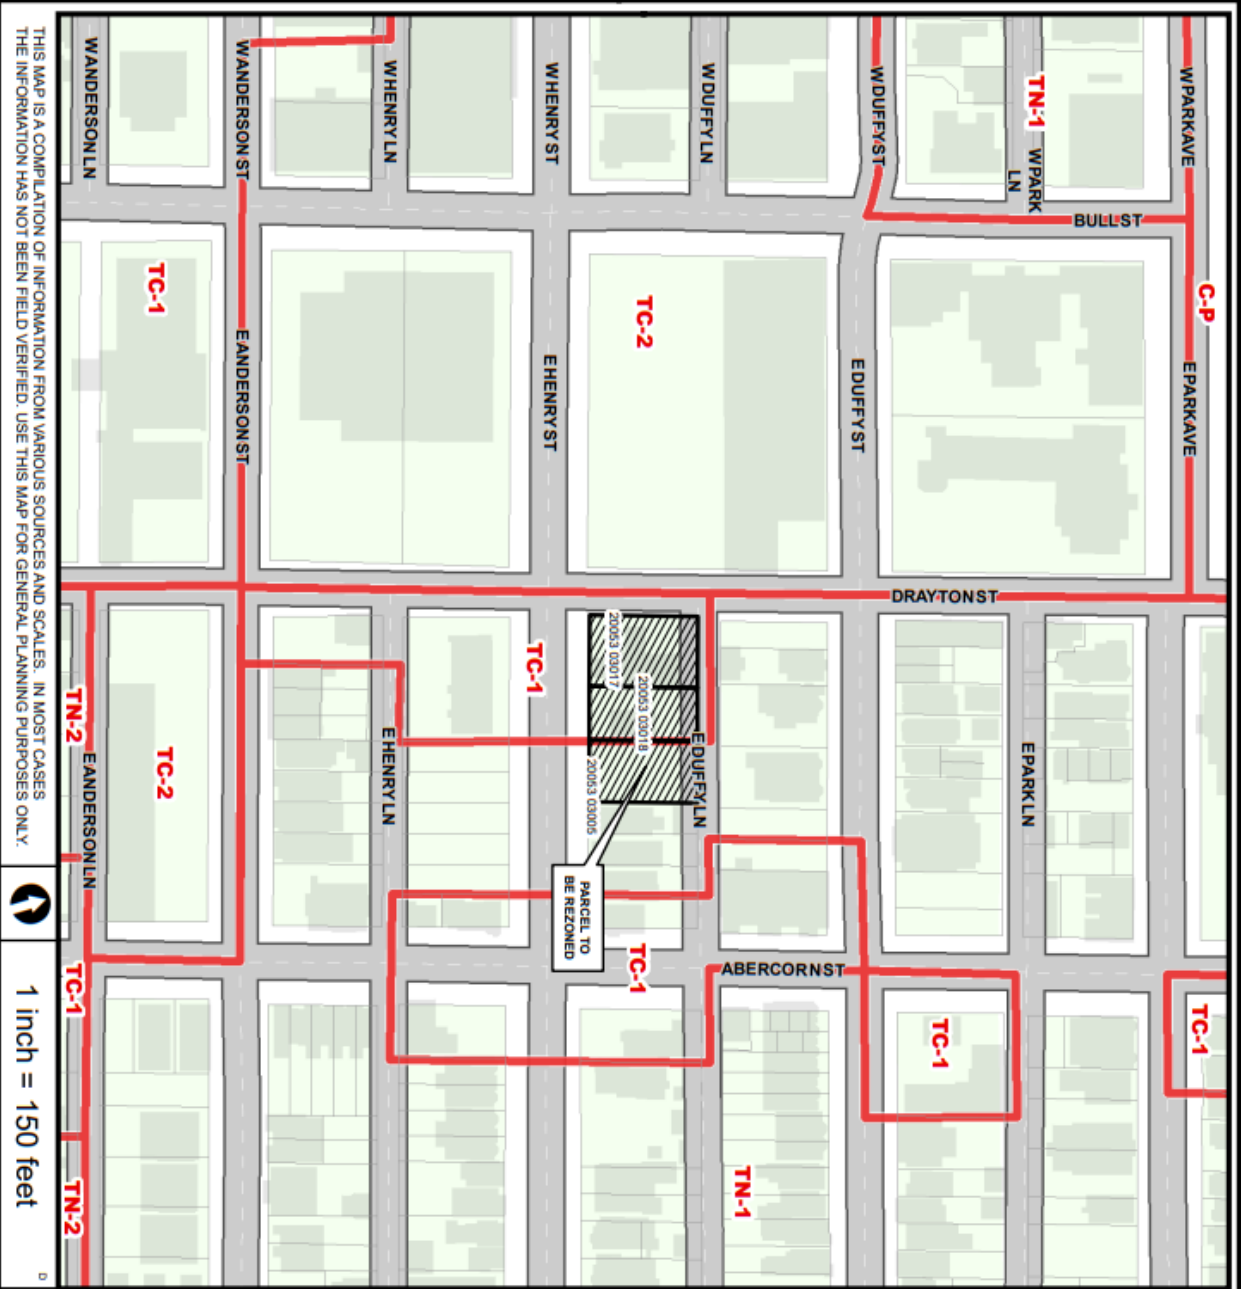 C-P
TC-1
W PARK AVE
E PARK AVE
BULL ST
TN-1
W PARK
LN
E PARK LN
DRAYTON ST
TC-1
W DUFFY ST
E DUFFY ST
ABERCORN ST
TN-1
W DUFFY LN
E DUFFY LN
TC-2
20053 03017
20053 03018
20053 03005
TC-1
PARCEL TO
BE REZONED
W HENRY ST
E HENRY ST
TC-1
W HENRY LN
E HENRY LN
W ANDERSON ST
E ANDERSON ST
TC-1
TC-2
W ANDERSON LN
E ANDERSON LN
TN-2
TC-1
TN-2
THIS MAP IS A COMPILATION OF INFORMATION FROM VARIOUS SOURCES AND SCALES. IN MOST CASES
THE INFORMATION HAS NOT BEEN FIELD VERIFIED. USE THIS MAP FOR GENERAL PLANNING PURPOSES ONLY.
1 inch = 150 feet
D